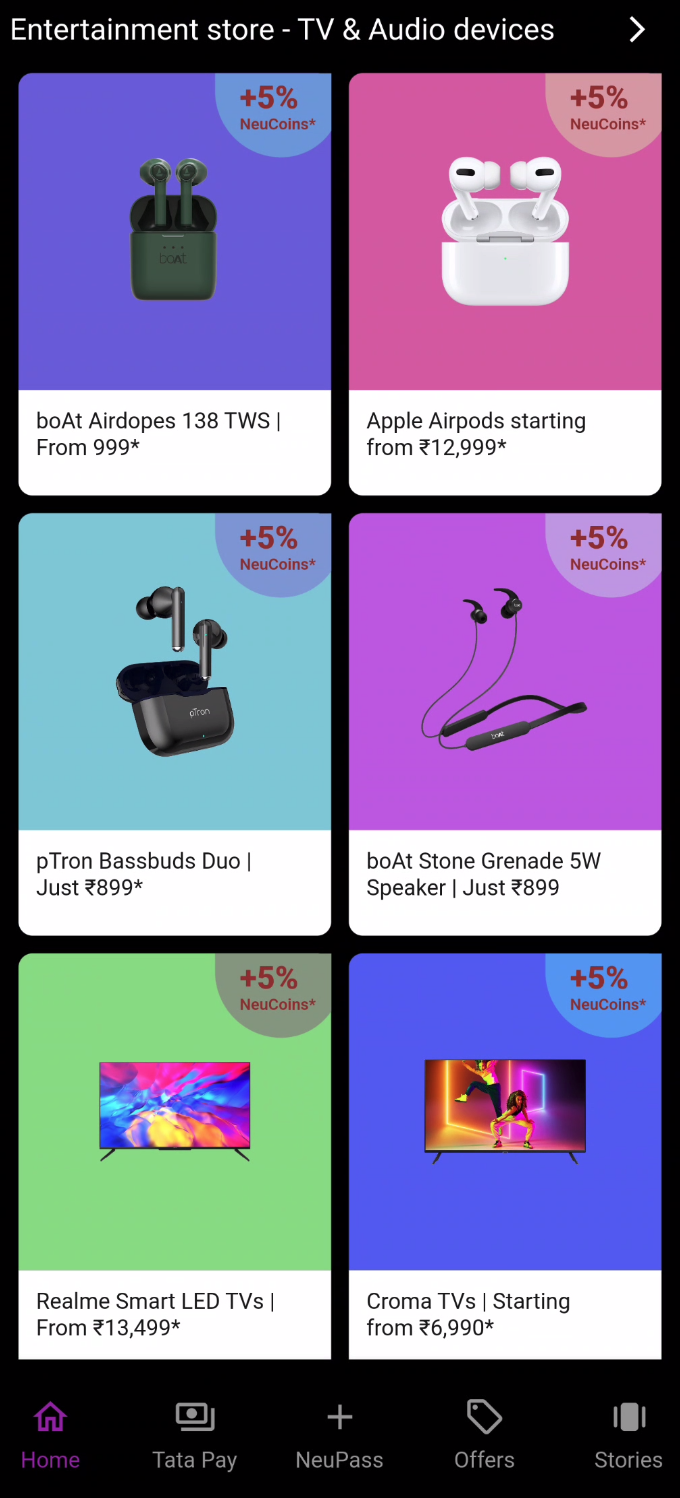 Entertainment store - TV & Audio devices
+5%
NeuCoins*
boAt
boAt Airdopes 138 TWS |
From 999*
+5%
NeuCoins*
Apple Airpods starting
from ₹12,999*
+5%
NeuCoins*
pTron
pTron Bassbuds Duo |
Just ₹899*
+5%
NeuCoins*
boAt
boAt Stone Grenade 5W
Speaker | Just ₹899
+5%
NeuCoins*
Realme Smart LED TVs |
From ₹13,499*
+5%
NeuCoins*
Croma TVs | Starting
from ₹6,990*
Home
Tata Pay
NeuPass
Offers
Stories